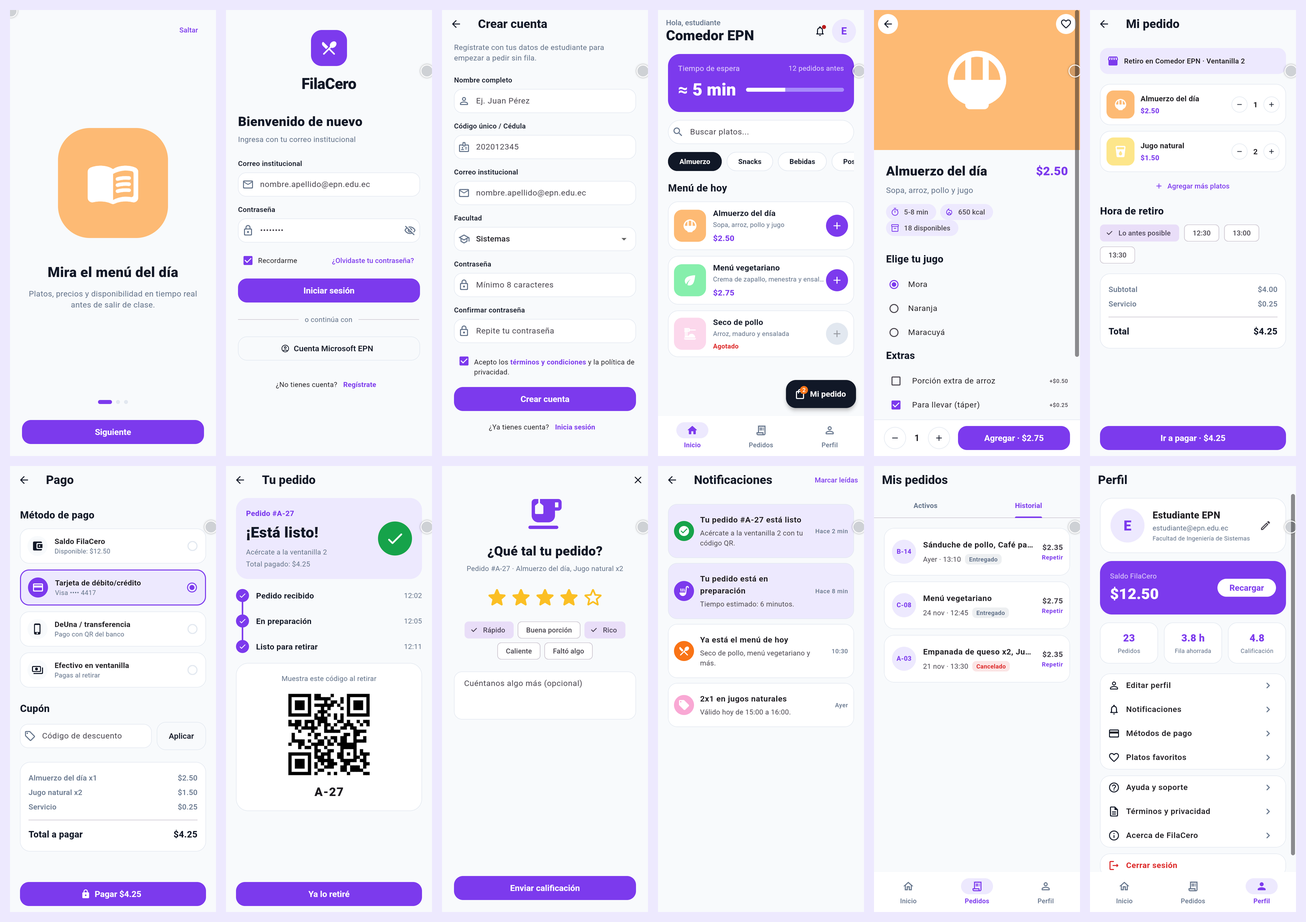 Saltar
Mira el menú del día
Platos, precios y disponibilidad en tiempo real
antes de salir de clase.
Siguiente
FilaCero
Bienvenido de nuevo
Ingresa con tu correo institucional
Correo institucional
nombre.apellido@epn.edu.ec
Contraseña
••••••••
Recordarme
¿Olvidaste tu contraseña?
Iniciar sesión
o continúa con
Cuenta Microsoft EPN
¿No tienes cuenta? Regístrate
Crear cuenta
Regístrate con tus datos de estudiante para
empezar a pedir sin fila.
Nombre completo
Ej. Juan Pérez
Código único / Cédula
202012345
Correo institucional
nombre.apellido@epn.edu.ec
Facultad
Sistemas
Contraseña
Mínimo 8 caracteres
Confirmar contraseña
Repite tu contraseña
Acepto los términos y condiciones y la política de
privacidad.
Crear cuenta
¿Ya tienes cuenta? Inicia sesión
Hola, estudiante
Comedor EPN
E
Tiempo de espera
12 pedidos antes
≈ 5 min
Buscar platos...
Almuerzo
Snacks
Bebidas
Pos
Menú de hoy
Almuerzo del día
Sopa, arroz, pollo y jugo
$2.50
Menú vegetariano
Crema de zapallo, menestra y ensal...
$2.75
Seco de pollo
Arroz, maduro y ensalada
Agotado
2
Mi pedido
Inicio
Pedidos
Perfil
Almuerzo del día
$2.50
Sopa, arroz, pollo y jugo
5-8 min
650 kcal
18 disponibles
Elige tu jugo
Mora
Naranja
Maracuyá
Extras
Porción extra de arroz
+$0.50
Para llevar (táper)
+$0.25
− 1 +
Agregar · $2.75
Mi pedido
Retiro en Comedor EPN · Ventanilla 2
Almuerzo del día
$2.50
− 1 +
Jugo natural
$1.50
− 2 +
+ Agregar más platos
Hora de retiro
Lo antes posible
12:30
13:00
13:30
Subtotal $4.00
Servicio $0.25
Total $4.25
Ir a pagar · $4.25
Pago
Método de pago
Saldo FilaCero
Disponible: $12.50
Tarjeta de débito/crédito
Visa •••• 4417
DeUna / transferencia
Pago con QR del banco
Efectivo en ventanilla
Pagas al retirar
Cupón
Código de descuento
Aplicar
Almuerzo del día x1 $2.50
Jugo natural x2 $1.50
Servicio $0.25
Total a pagar $4.25
Pagar $4.25
Tu pedido
Pedido #A-27
¡Está listo!
Acércate a la ventanilla 2
Total pagado: $4.25
Pedido recibido 12:02
En preparación 12:05
Listo para retirar 12:11
Muestra este código al retirar
A-27
Ya lo retiré
¿Qué tal tu pedido?
Pedido #A-27 · Almuerzo del día, Jugo natural x2
Rápido
Buena porción
Rico
Caliente
Faltó algo
Cuéntanos algo más (opcional)
Enviar calificación
Notificaciones
Marcar leídas
Tu pedido #A-27 está listo
Acércate a la ventanilla 2 con tu
código QR.
Hace 2 min
Tu pedido está en
preparación
Tiempo estimado: 6 minutos.
Hace 8 min
Ya está el menú de hoy
Seco de pollo, menú vegetariano y
más.
10:30
2x1 en jugos naturales
Válido hoy de 15:00 a 16:00.
Ayer
Mis pedidos
Activos
Historial
B-14
Sánduche de pollo, Café pa...
Ayer · 13:10 Entregado
$2.35
Repetir
C-08
Menú vegetariano
24 nov · 12:45 Entregado
$2.75
Repetir
A-03
Empanada de queso x2, Ju...
21 nov · 13:30 Cancelado
$2.35
Repetir
Inicio
Pedidos
Perfil
Perfil
E
Estudiante EPN
estudiante@epn.edu.ec
Facultad de Ingeniería de Sistemas
Saldo FilaCero
$12.50
Recargar
23
Pedidos
3.8 h
Fila ahorrada
4.8
Calificación
Editar perfil
Notificaciones
Métodos de pago
Platos favoritos
Ayuda y soporte
Términos y privacidad
Acerca de FilaCero
Cerrar sesión
Inicio
Pedidos
Perfil